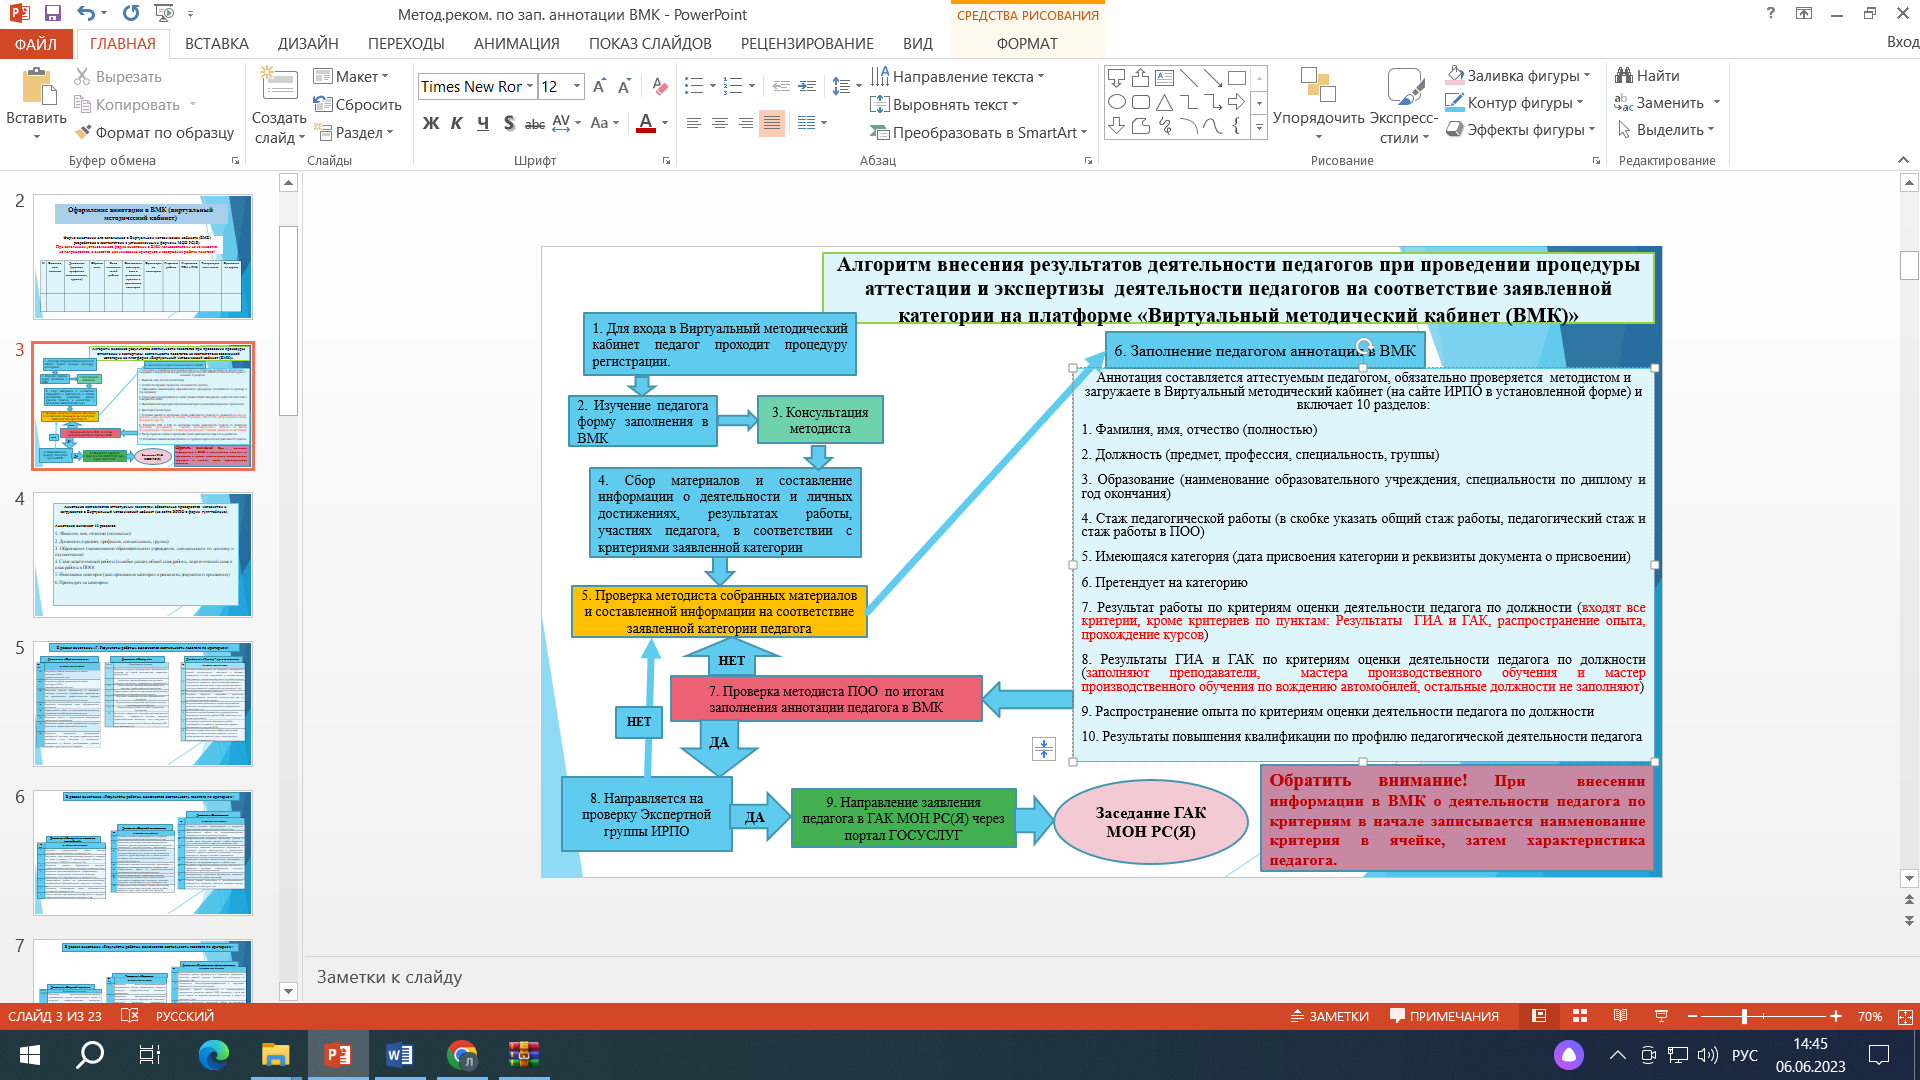 Метод.реком. по зап. аннотации ВМК - PowerPoint
СРЕДСТВА РИСОВАНИЯ
ФАЙЛ
ГЛАВНАЯ
ВСТАВКА
ДИЗАЙН
ПЕРЕХОДЫ
АНИМАЦИЯ
ПОКАЗ СЛАЙДОВ
РЕЦЕНЗИРОВАНИЕ
ВИД
ФОРМАТ
Вход
Вставить
Вырезать
Копировать
Формат по образцу
Буфер обмена
Создать слайд
Макет
Сбросить
Раздел
Слайды
Times New Ror
12
Ж К Ч S abc AV Aa А
Шрифт
Направление текста
Выровнять текст
Преобразовать в SmartArt
Абзац
Упорядочить
Экспресс-стили
Заливка фигуры
Контур фигуры
Эффекты фигуры
Рисование
Найти
Заменить
Выделить
Редактирование
2
Оформление аннотации в ВМК (виртуальный
методический кабинет)
3
4
5
6
7
Алгоритм внесения результатов деятельности педагогов при проведении процедуры
аттестации и экспертизы деятельности педагогов на соответствие заявленной
категории на платформе «Виртуальный методический кабинет (ВМК)»
1. Для входа в Виртуальный методический
кабинет педагог проходит процедуру
регистрации.
2. Изучение педагога
форму заполнения в
ВМК
3. Консультация
методиста
4. Сбор материалов и составление
информации о деятельности и личных
достижениях, результатах работы,
участиях педагога, в соответствии с
критериями заявленной категории
5. Проверка методиста собранных материалов
и составленной информации на соответствие
заявленной категории педагога
6. Заполнение педагогом аннотации в ВМК
Аннотация составляется аттестуемым педагогом, обязательно проверяется методистом и
загружаете в Виртуальный методический кабинет (на сайте ИРПО в установленной форме) и
включает 10 разделов:
1. Фамилия, имя, отчество (полностью)
2. Должность (предмет, профессия, специальность, группы)
3. Образование (наименование образовательного учреждения, специальности по диплому и
год окончания)
4. Стаж педагогической работы (в скобке указать общий стаж работы, педагогический стаж и
стаж работы в ПОО)
5. Имеющаяся категория (дата присвоения категории и реквизиты документа о присвоении)
6. Претендует на категорию
7. Результат работы по критериям оценки деятельности педагога по должности (входят все
критерии, кроме критериев по пунктам: Результаты ГИА и ГАК, распространие опыта,
прохождение курсов)
8. Результаты ГИА и ГАК по критериям оценки деятельности педагога по должности
(заполняют преподаватели, мастера производственного обучения и мастер
производственного обучения по вождению автомобилей, остальные должности не заполняют)
9. Распространие опыта по критериям оценки деятельности педагога по должности
10. Результаты повышения квалификации по профилю педагогической деятельности педагога
НЕТ
7. Проверка методиста ПОО по итогам
заполнения аннотации педагога в ВМК
НЕТ
ДА
8. Направляется на
проверку Экспертной
группы ИРПО
ДА
9. Направление заявления
педагога в ГАК МОН РС(Я) через
портал ГОСУСЛУГ
Заседание ГАК
МОН РС(Я)
Обратить внимание! При внесении
информации в ВМК о деятельности педагога по
критериям в начале записывается наименование
критерия в ячейке, затем характеристика
педагога.
Заметки к слайду
СЛАЙД 3 ИЗ 23
РУССКИЙ
ЗАМЕТКИ
ПРИМЕЧАНИЯ
70%
РУС
14:45
06.06.2023